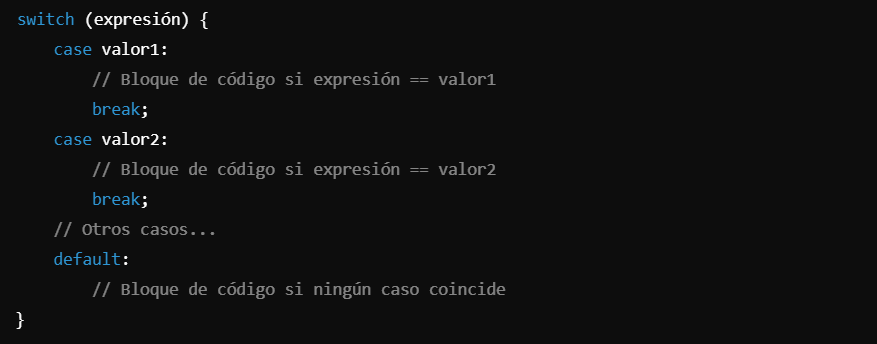 switch (expresión) {
    case valor1:
        // Bloque de código si expresión == valor1
        break;
    case valor2:
        // Bloque de código si expresión == valor2
        break;
    // Otros casos...
    default:
        // Bloque de código si ningún caso coincide
}